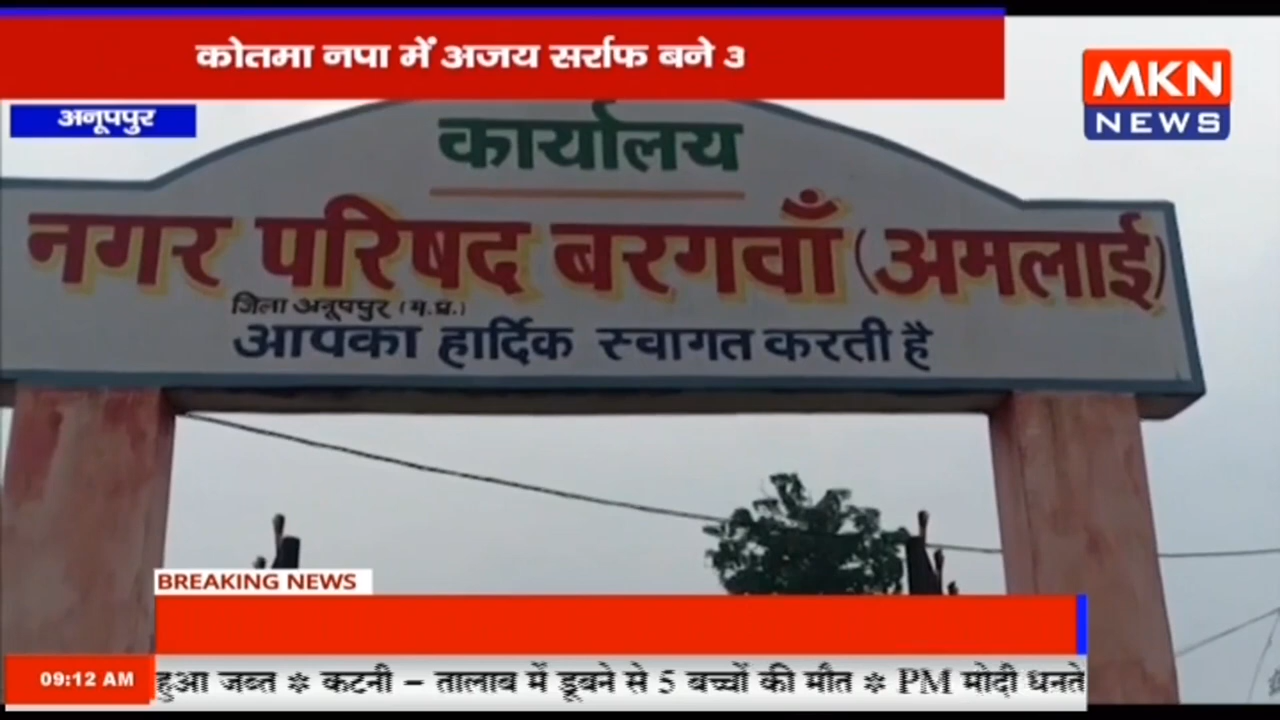 कोतमा नपा में अजय सर्राफ बने
MKN
NEWS
अनूपपुर
कार्यालय
नगर परिषद बरगवाँ (अमलाई)
जिला अनूपपुर (म.प्र.)
आपका हार्दिक स्वागत करती है
BREAKING NEWS
09:12 AM
हुआ जब्त * कटनी - तालाब में डूबने से 5 बच्चों की मौत * PM मोदी धनते